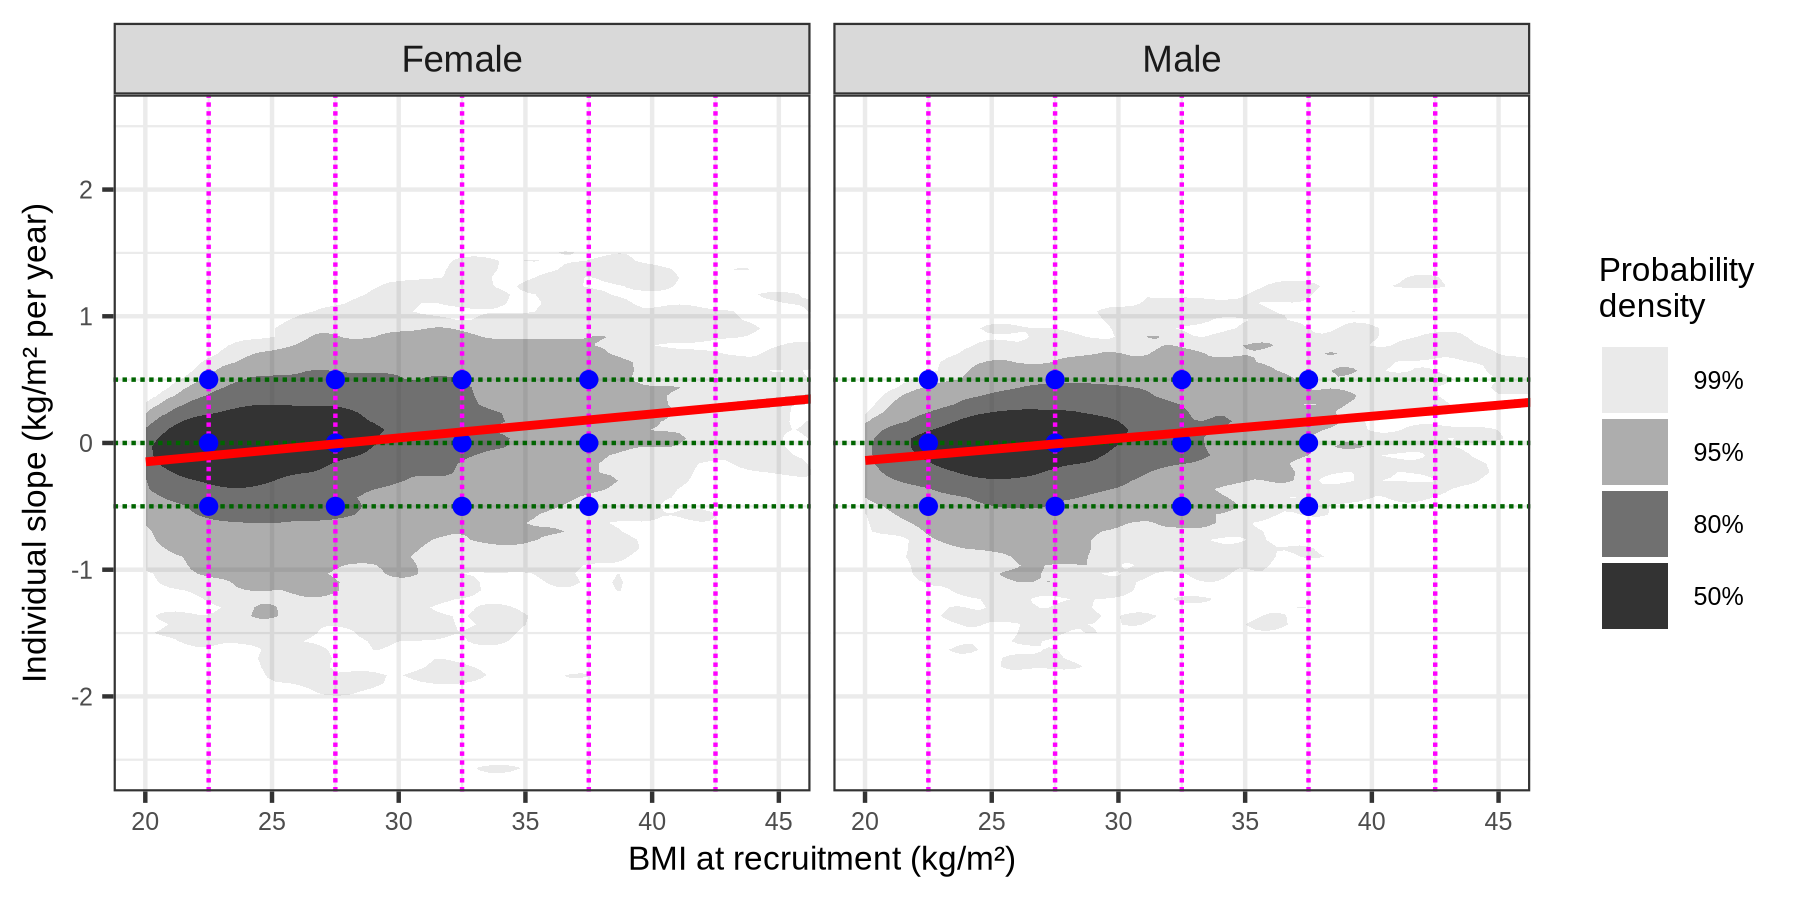 Female
Male
Individual slope (kg/m² per year)
2
1
0
-1
-2
20 25 30 35 40 45
20 25 30 35 40 45
BMI at recruitment (kg/m²)
Probability
density
99%
95%
80%
50%